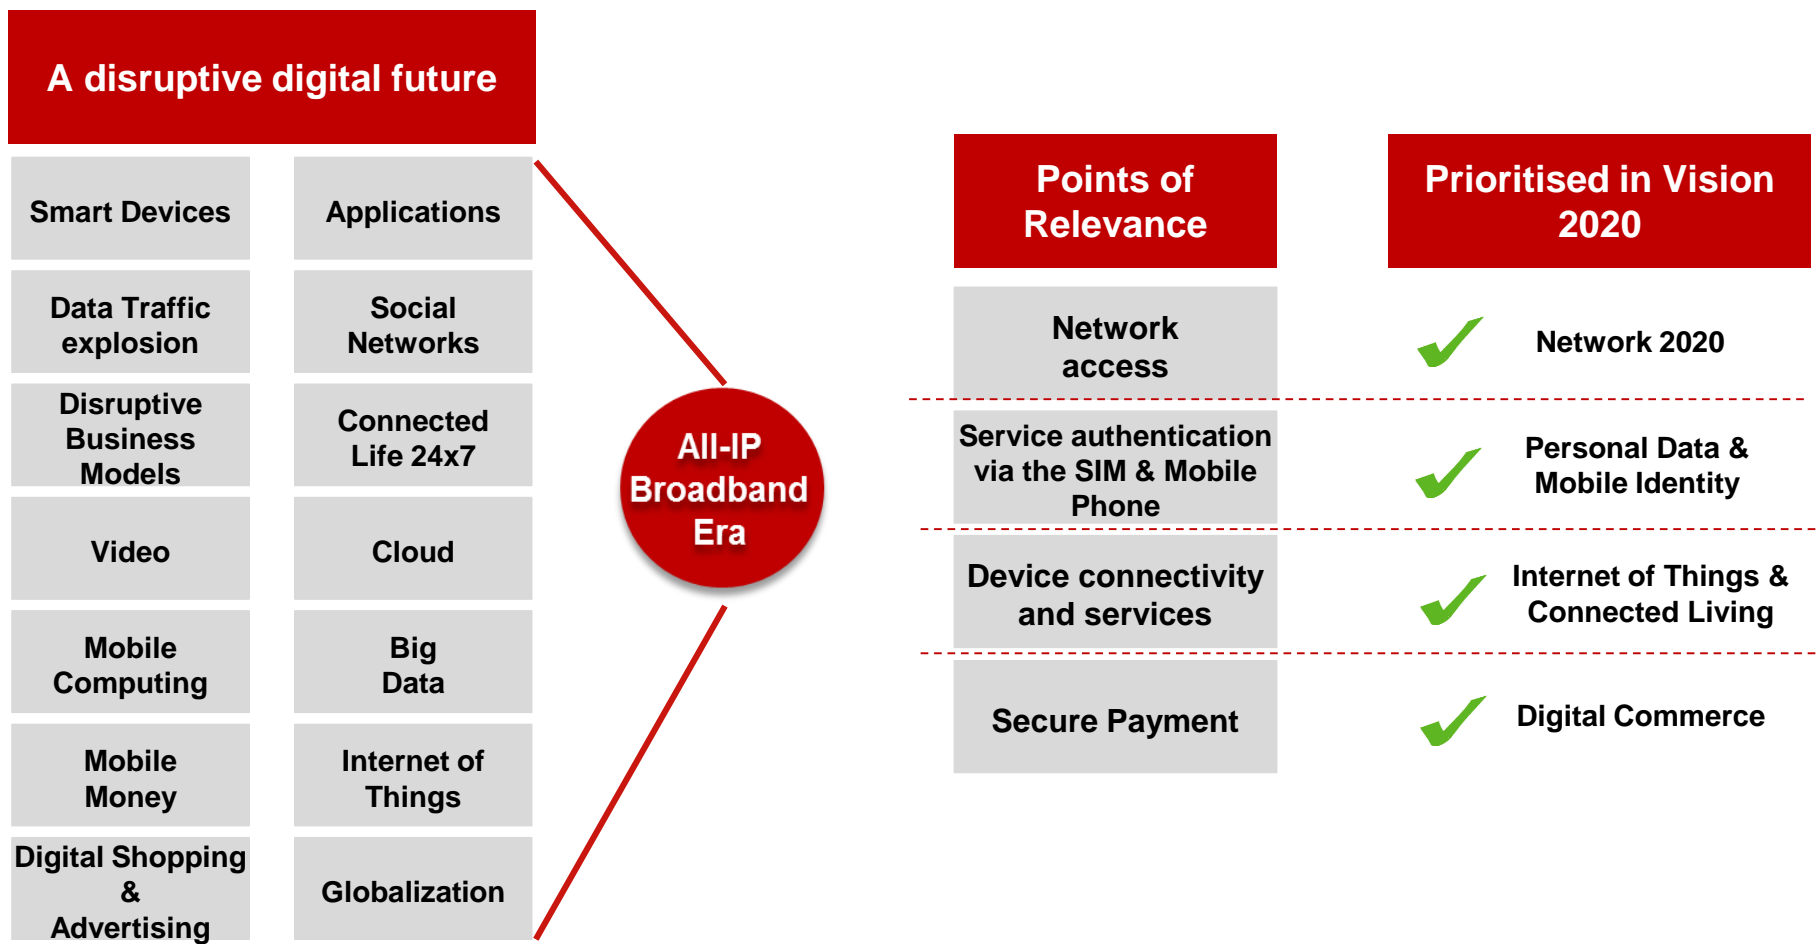 A disruptive digital future
Smart Devices
Applications
Data Traffic
explosion
Social
Networks
Disruptive
Business
Models
Connected
Life 24x7
Video
Cloud
Mobile
Computing
Big
Data
Mobile
Money
Internet of
Things
Digital Shopping
&
Advertising
Globalization
All-IP
Broadband
Era
Points of
Relevance
Prioritised in Vision
2020
Network
access
Network 2020
Service authentication
via the SIM & Mobile
Phone
Personal Data &
Mobile Identity
Device connectivity
and services
Internet of Things &
Connected Living
Secure Payment
Digital Commerce